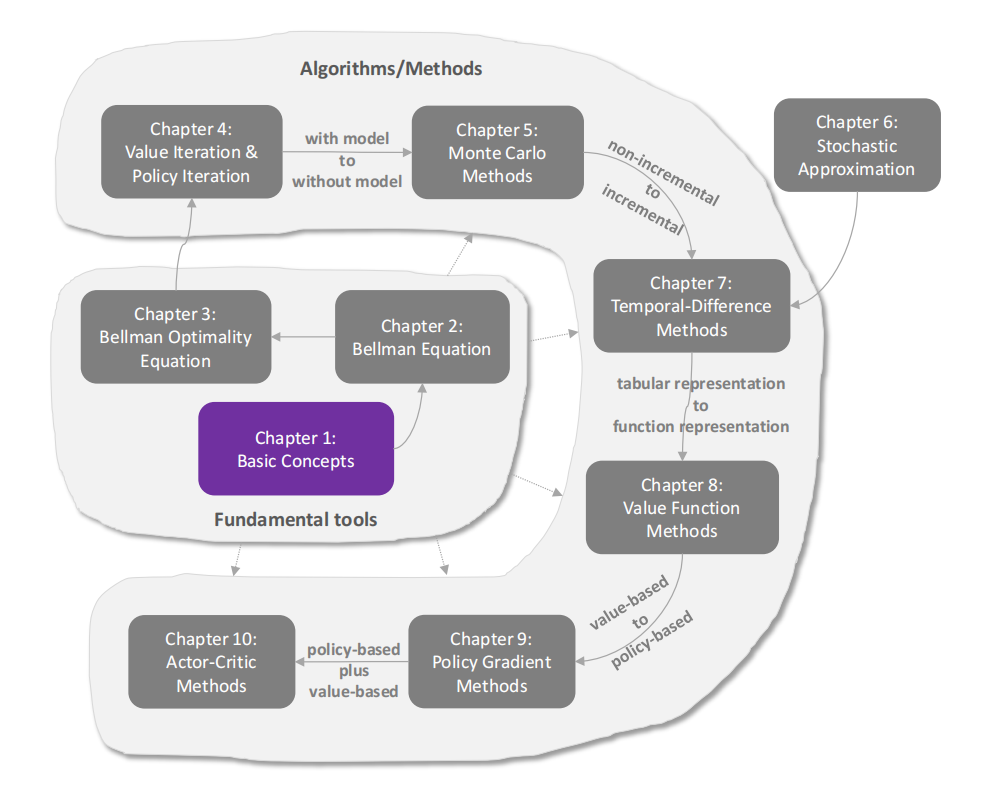 Algorithms/Methods
Chapter 4:
Value Iteration &
Policy Iteration
with model
to
without model
Chapter 5:
Monte Carlo
Methods
non-incremental
to
incremental
Chapter 6:
Stochastic
Approximation
Chapter 7:
Temporal-Difference
Methods
Chapter 3:
Bellman Optimality
Equation
Chapter 2:
Bellman Equation
Chapter 1:
Basic Concepts
Fundamental tools
tabular representation
to
function representation
Chapter 8:
Value Function
Methods
value-based
to
policy-based
Chapter 9:
Policy Gradient
Methods
policy-based
plus
value-based
Chapter 10:
Actor-Critic
Methods